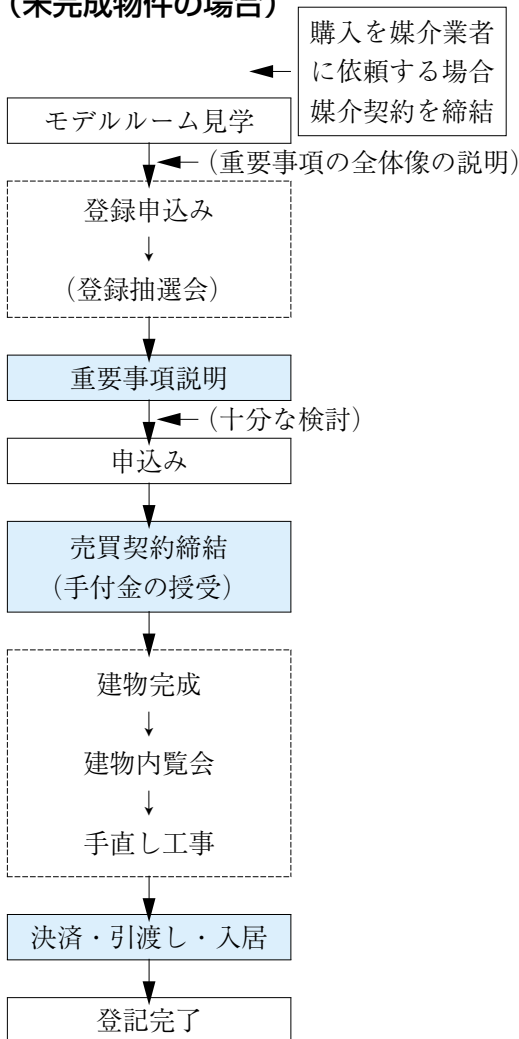 （未完成物件の場合）
購入を媒介業者
に依頼する場合
媒介契約を締結
モデルルーム見学
（重要事項の全体像の説明）
登録申込み
↓
（登録抽選会）
重要事項説明
（十分な検討）
申込み
売買契約締結
（手付金の授受）
建物完成
↓
建物内覧会
↓
手直し工事
決済・引渡し・入居
登記完了